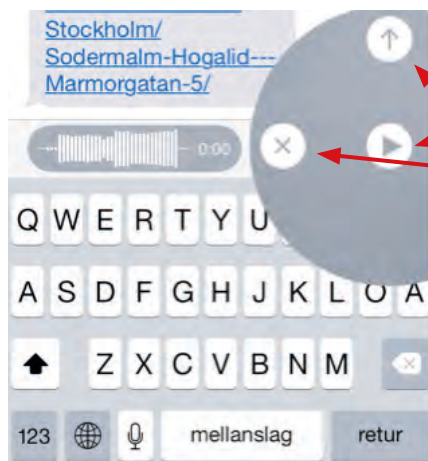 Stockholm/
Sodermalm-Hogalid---
Marmorgatan-5/
0:00
Q W E R T Y U
A S D F G H J K L O A
Z X C V B N M
123 mellanslag retur